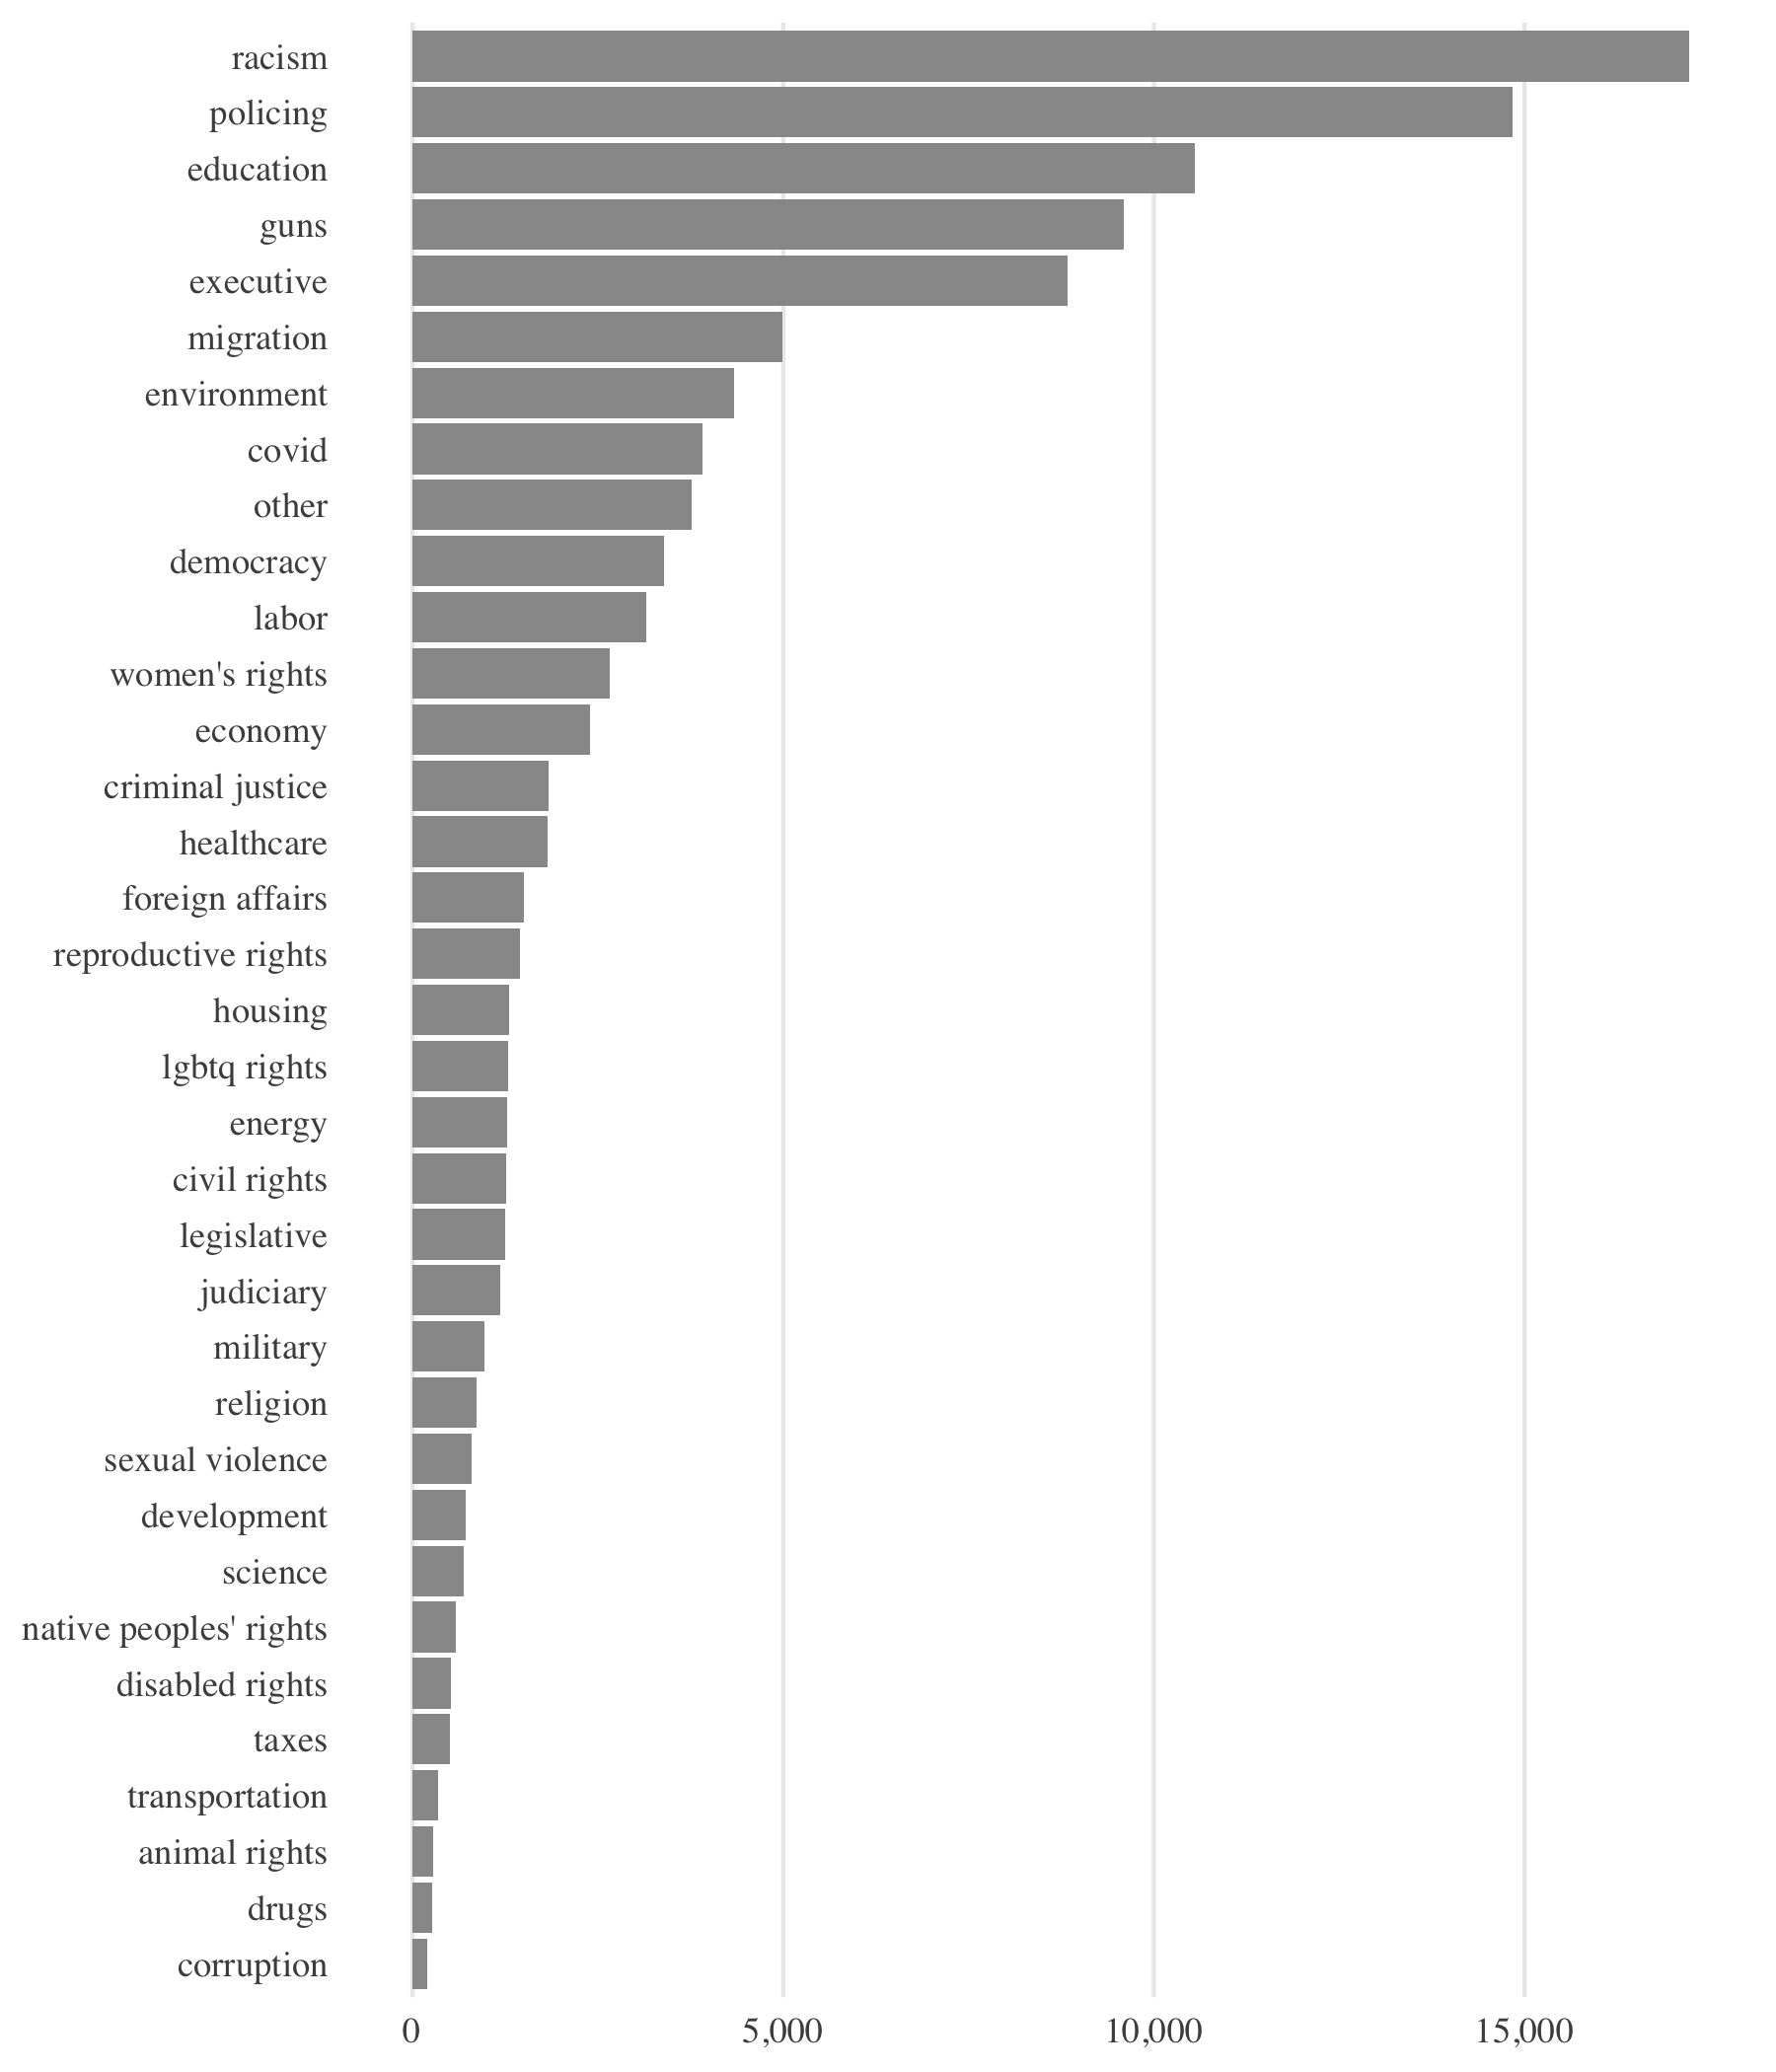 racism
policing
education
guns
executive
migration
environment
covid
other
democracy
labor
women's rights
economy
criminal justice
healthcare
foreign affairs
reproductive rights
housing
lgbtq rights
energy
civil rights
legislative
judiciary
military
religion
sexual violence
development
science
native peoples' rights
disabled rights
taxes
transportation
animal rights
drugs
corruption
0 5,000 10,000 15,000